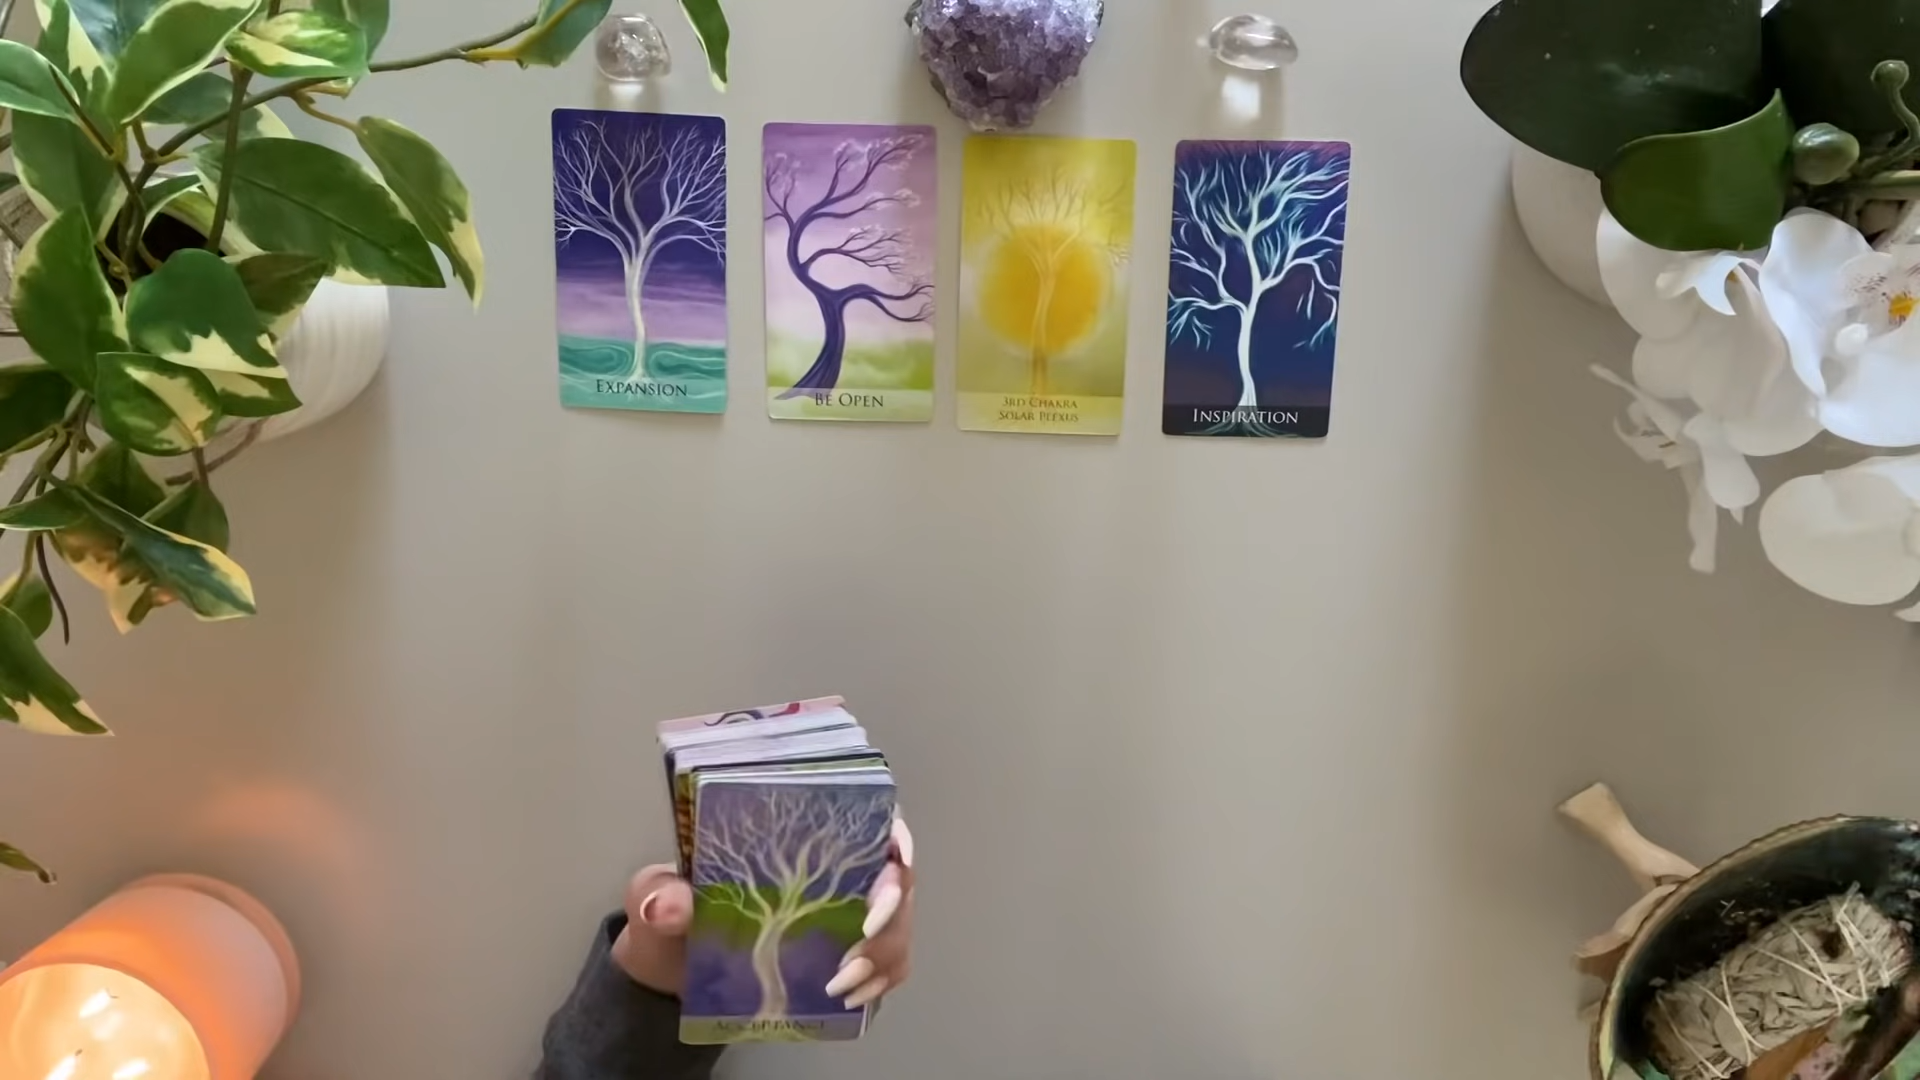 EXPANSION
BE OPEN
3RD CHAKRA
SOLAR PLEXUS
INSPIRATION
ACCEPTANCE